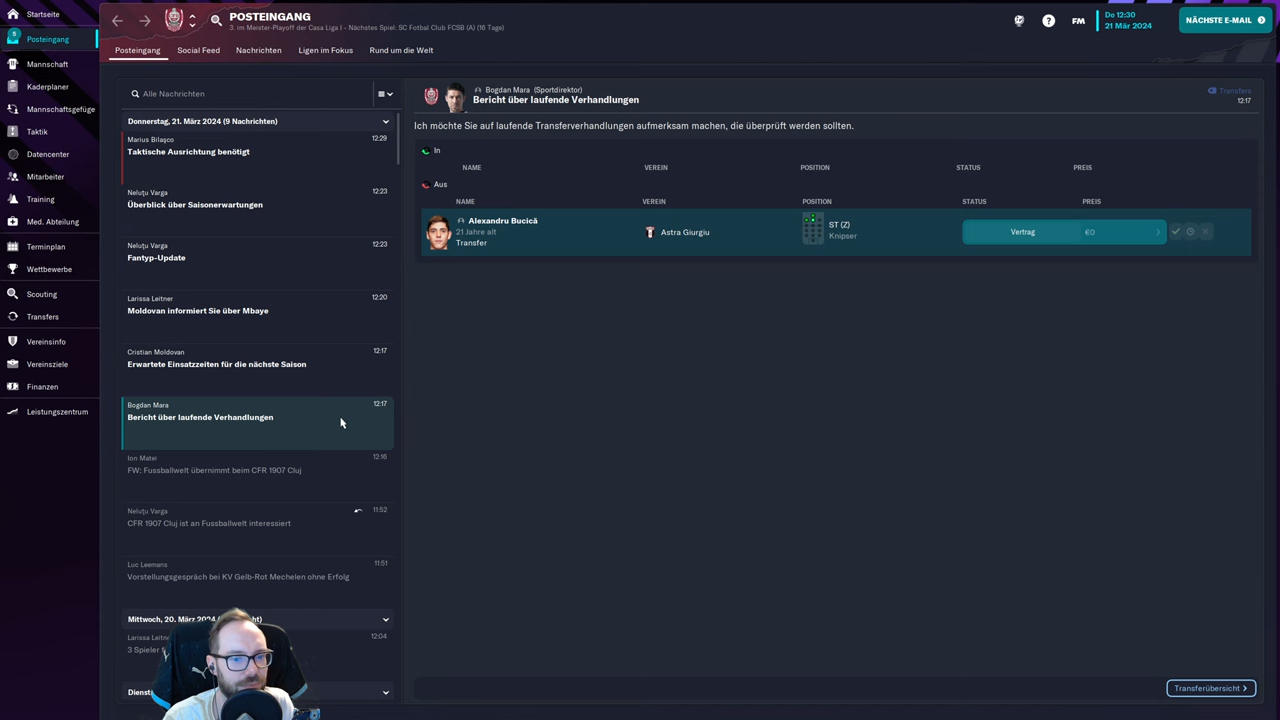 Startseite
5
Posteingang
Mannschaft
Kaderplaner
Mannschaftsgefüge
Taktik
Datencenter
Mitarbeiter
Training
Med. Abteilung
Terminplan
Wettbewerbe
Scouting
Transfers
Vereinsinfo
Vereinsziele
Finanzen
Leistungszentrum
POSTEINGANG
3. im Meister-Playoff der Casa Liga I - Nächstes Spiel: SC Fotbal Club FCSB (A) (16 Tage)
FM
Do 12:30
21 Mär 2024
NÄCHSTE E-MAIL
Posteingang
Social Feed
Nachrichten
Ligen im Fokus
Rund um die Welt
Alle Nachrichten
Donnerstag, 21. März 2024 (9 Nachrichten)
Marius Bilaşco
12:29
Taktische Ausrichtung benötigt
Neluţu Varga
12:23
Überblick über Saisonerwartungen
Neluţu Varga
12:23
Fantyp-Update
Larissa Leitner
12:20
Moldovan informiert Sie über Mbaye
Cristian Moldovan
12:17
Erwartete Einsatzzeiten für die nächste Saison
Bogdan Mara
12:17
Bericht über laufende Verhandlungen
Ion Matei
12:16
FW: Fussballwelt übernimmt beim CFR 1907 Cluj
Neluţu Varga
11:52
CFR 1907 Cluj ist an Fussballwelt interessiert
Luc Leemans
11:51
Vorstellungsgespräch bei KV Gelb-Rot Mechelen ohne Erfolg
Mittwoch, 20. März 2024
Larissa
12:04
3 Spieler
Bogdan Mara (Sportdirektor)
Bericht über laufende Verhandlungen
Transfers
12:17
Ich möchte Sie auf laufende Transferverhandlungen aufmerksam machen, die überprüft werden sollten.
In
NAME VEREIN POSITION STATUS PREIS
Aus
NAME VEREIN POSITION STATUS PREIS
Alexandru Bucică
21 Jahre alt
Transfer
Astra Giurgiu
ST (Z)
Knipser
Vertrag
€0
Transferübersicht